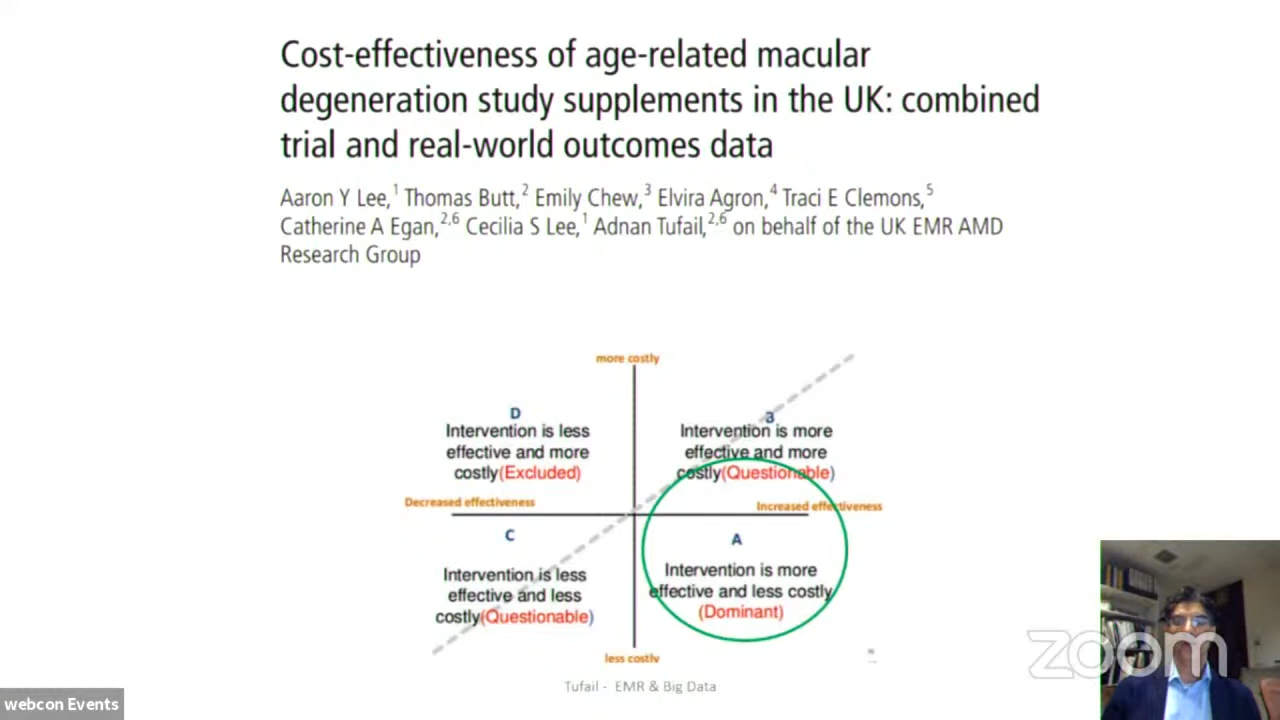 Cost-effectiveness of age-related macular
degeneration study supplements in the UK: combined
trial and real-world outcomes data
Aaron Y Lee,1 Thomas Butt,2 Emily Chew,3 Elvira Agron,4 Traci E Clemons,5
Catherine A Egan,2,6 Cecilia S Lee,1 Adnan Tufail,2,6 on behalf of the UK EMR AMD
Research Group
more costly
D
Intervention is less
effective and more
costly(Excluded)
B
Intervention is more
effective and more
costly(Questionable)
Decreased effectiveness
Increased effectiveness
C
Intervention is less
effective and less
costly(Questionable)
A
Intervention is more
effective and less costly
(Dominant)
less costly
Tufail - EMR & Big Data
zoom
webcon Events